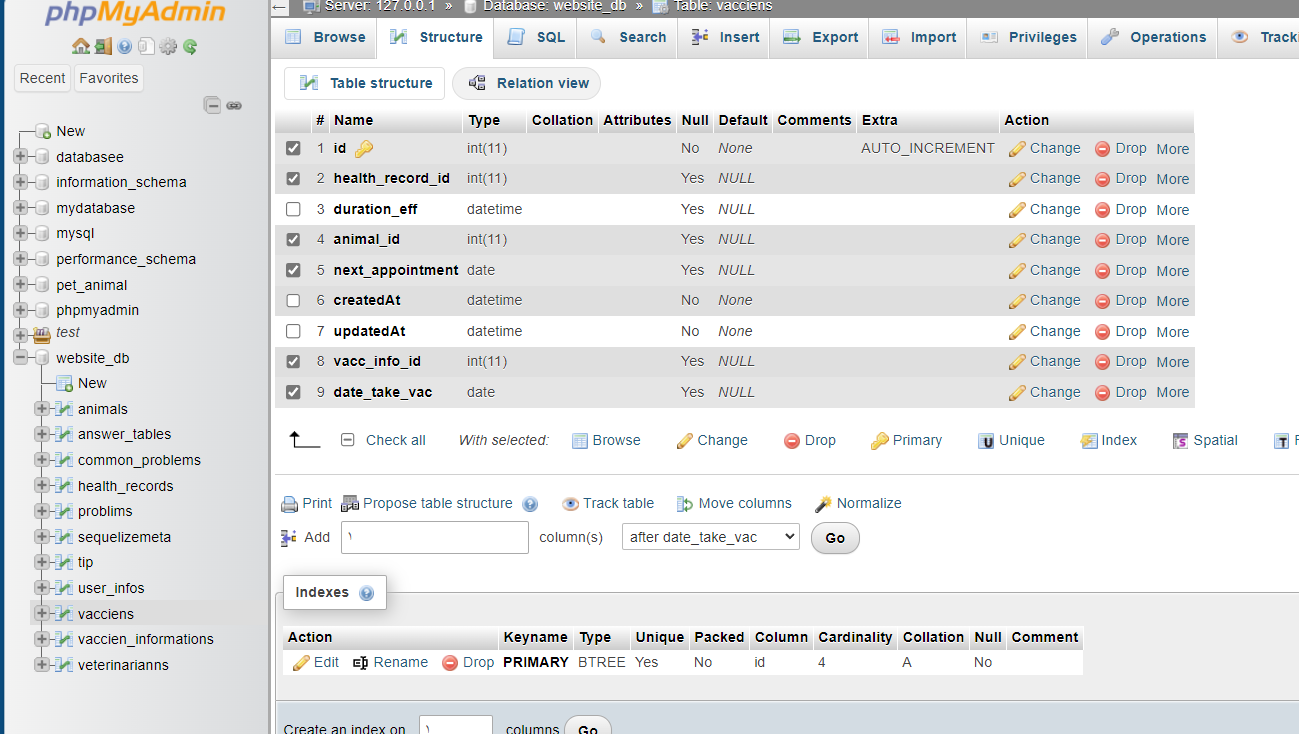 phpMyAdmin
Recent Favorites
New
databasee
information_schema
mydatabase
mysql
performance_schema
pet_animal
phpmyadmin
test
website_db
New
animals
answer_tables
common_problems
health_records
problims
sequelizemeta
tip
user_infos
vacciens
vaccien_informations
veterinarianns
Server: 127.0.0.1 » Database: website_db » Table: vacciens
Browse Structure SQL Search Insert Export Import Privileges Operations Tracki
Table structure Relation view
# Name Type Collation Attributes Null Default Comments Extra Action
1 id int(11) No None AUTO_INCREMENT Change Drop More
2 health_record_id int(11) Yes NULL Change Drop More
3 duration_eff datetime Yes NULL Change Drop More
4 animal_id int(11) Yes NULL Change Drop More
5 next_appointment date Yes NULL Change Drop More
6 createdAt datetime No None Change Drop More
7 updatedAt datetime No None Change Drop More
8 vacc_info_id int(11) Yes NULL Change Drop More
9 date_take_vac date Yes NULL Change Drop More
Check all With selected: Browse Change Drop Primary Unique Index Spatial
Print Propose table structure Track table Move columns Normalize
Add column(s) after date_take_vac Go
Indexes
Action Keyname Type Unique Packed Column Cardinality Collation Null Comment
Edit Rename Drop PRIMARY BTREE Yes No id 4 A No
Create an index on columns Go